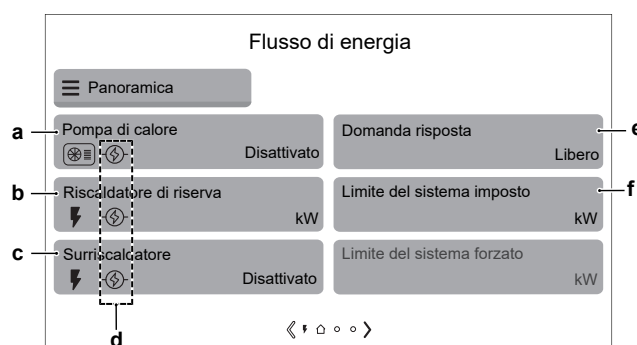 Flusso di energia
Panoramica
a
Pompa di calore
Disattivato
Domanda risposta
Libero
e
b
Riscaldatore di riserva
kW
Limite del sistema imposto
kW
f
c
Surriscaldatore
Disattivato
Limite del sistema forzato
kW
d